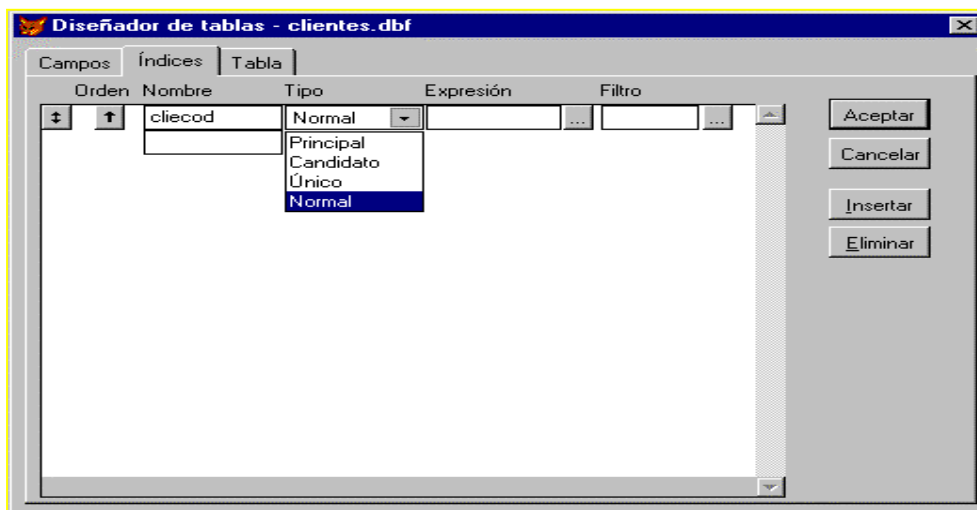 Diseñador de tablas - clientes.dbf
Campos Índices Tabla
Orden Nombre Tipo Expresión Filtro
cliecod Normal ... ...
Principal
Candidato
Único
Normal
Aceptar
Cancelar
Insertar
Eliminar